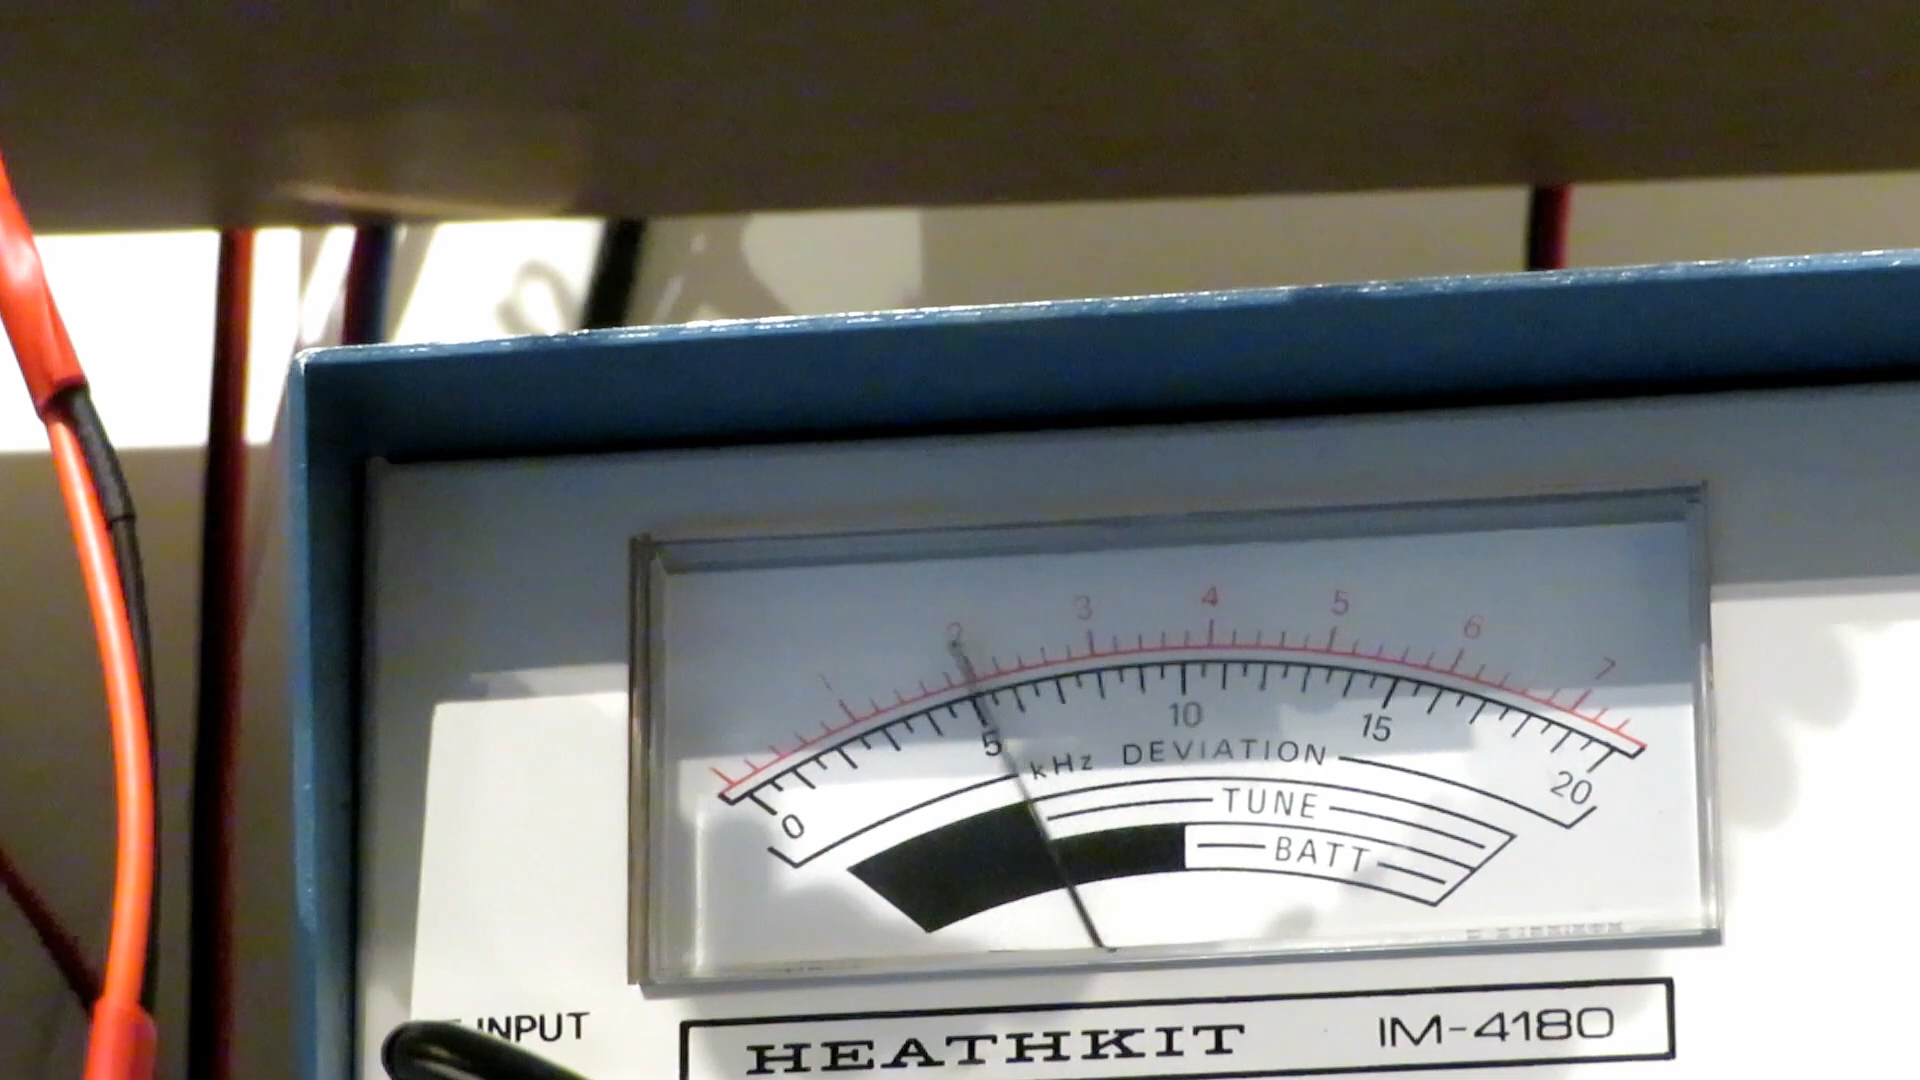 1 2 3 4 5 6 7
0 5 10 15 20
kHz DEVIATION
TUNE
BATT
INPUT
HEATHKIT IM-4180